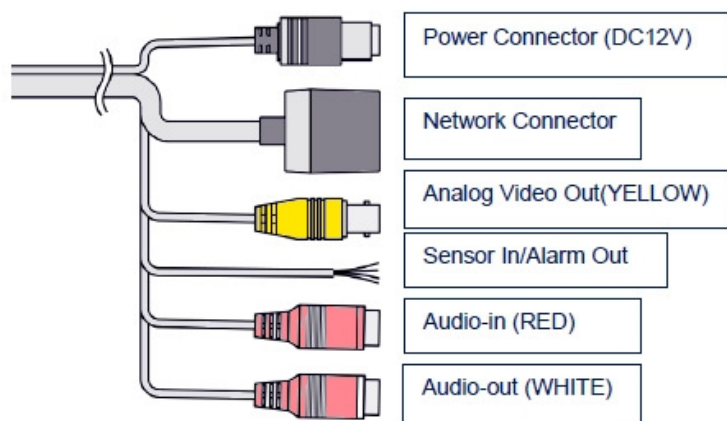 Power Connector (DC12V)
Network Connector
Analog Video Out(YELLOW)
Sensor In/Alarm Out
Audio-in (RED)
Audio-out (WHITE)